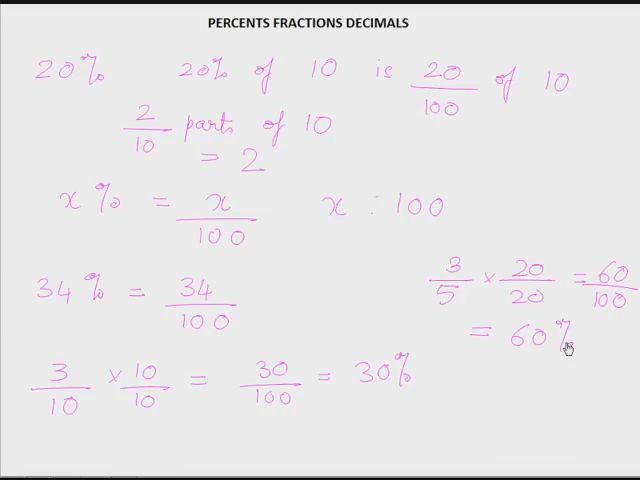 PERCENTS FRACTIONS DECIMALS
20% 20% of 10 is 20/100 of 10
2/10 parts of 10
= 2
x % = x/100 x : 100
34 % = 34/100
3/5 × 20/20 = 60/100
= 60%
3/10 × 10/10 = 30/100 = 30%